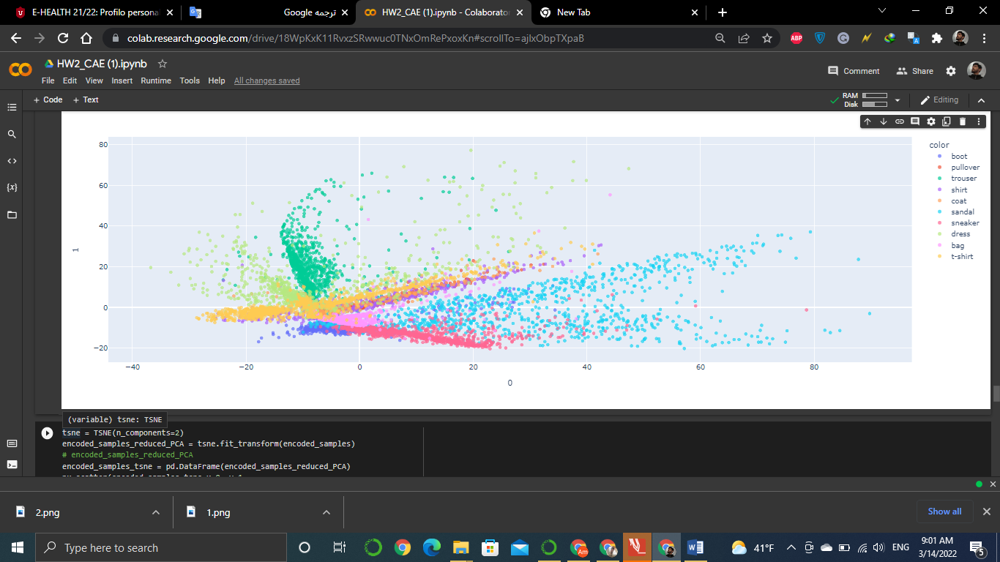 E-HEALTH 21/22: Profilo persona
Google ترجمه
HW2_CAE (1).ipynb - Colaborator
New Tab
colab.research.google.com/drive/18WpKxK11RvxzSRwwuc0TNxOmRePxoxKn#scrollTo=ajlxObpTXpaB
ABP
HW2_CAE (1).ipynb
File Edit View Insert Runtime Tools Help All changes saved
Comment Share
+ Code + Text
RAM
Disk
Editing
color
boot
pullover
trouser
shirt
coat
sandal
sneaker
dress
bag
t-shirt
80
60
40
20
0
−20
1
−40 −20 0 20 40 60 80
0
(variable) tsne: TSNE
tsne = TSNE(n_components=2)
encoded_samples_reduced_PCA = tsne.fit_transform(encoded_samples)
# encoded_samples_reduced_PCA
encoded_samples_tsne = pd.DataFrame(encoded_samples_reduced_PCA)
2.png
1.png
Show all
Type here to search
Am
41°F
ENG
9:01 AM
3/14/2022
5